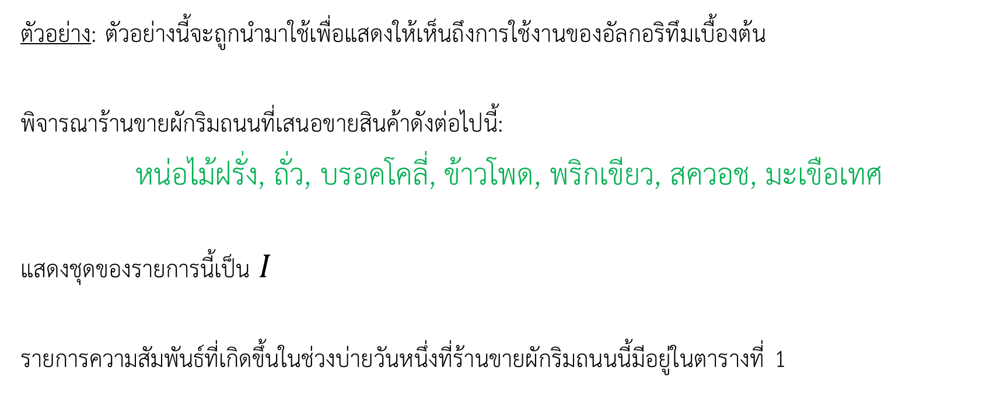 ตัวอย่าง: ตัวอย่างนี้จะถูกนำมาใช้เพื่อแสดงให้เห็นถึงการใช้งานของอัลกอริทึมเบื้องต้น
พิจารณาร้านขายผักริมถนนที่เสนอขายสินค้าดังต่อไปนี้:
หน่อไม้ฝรั่ง, ถั่ว, บรอคโคลี่, ข้าวโพด, พริกเขียว, สควอช, มะเขือเทศ
แสดงชุดของรายการนี้เป็น I
รายการความสัมพันธ์ที่เกิดขึ้นในช่วงบ่ายวันหนึ่งที่ร้านขายผักริมถนนนี้มีอยู่ในตารางที่ 1